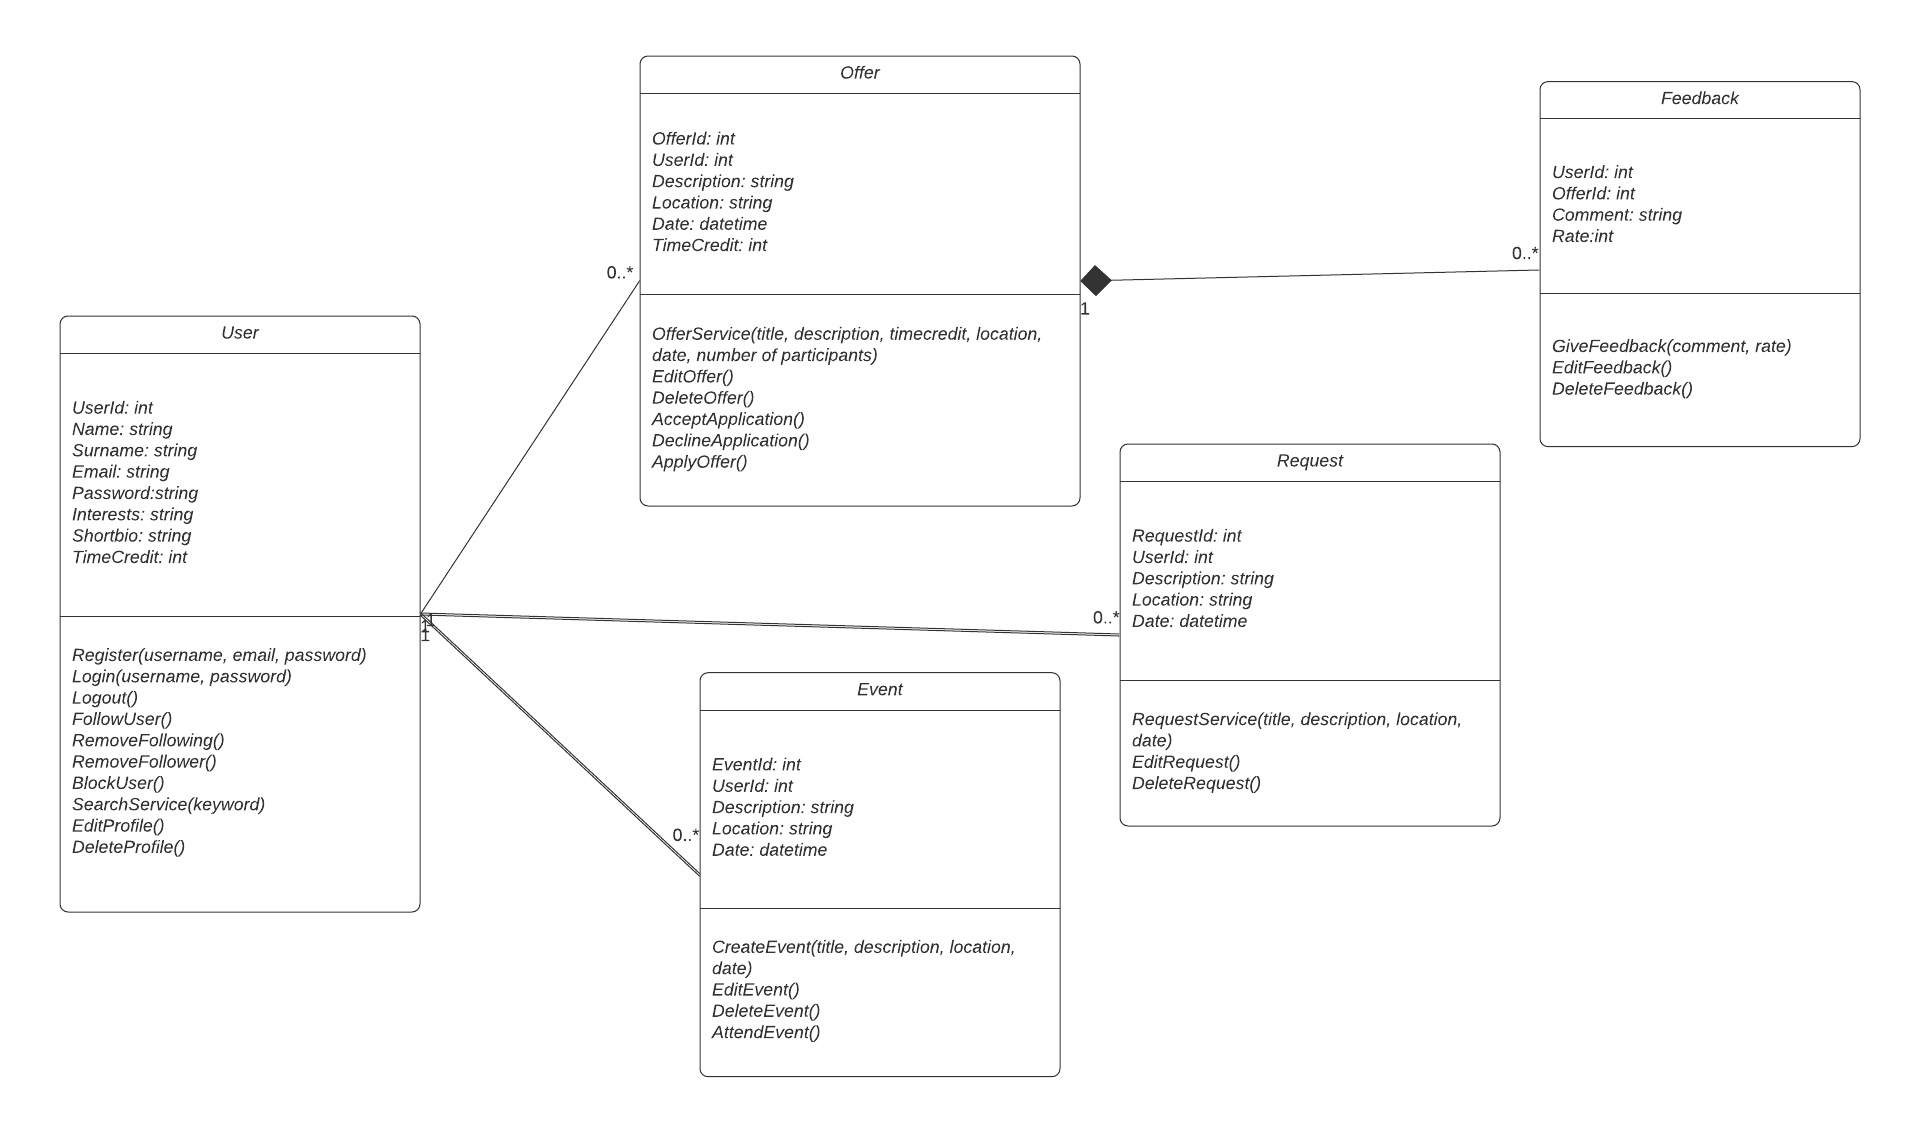 Offer
OfferId: int
UserId: int
Description: string
Location: string
Date: datetime
TimeCredit: int
OfferService(title, description, timecredit, location,
date, number of participants)
EditOffer()
DeleteOffer()
AcceptApplication()
DeclineApplication()
ApplyOffer()
Feedback
UserId: int
OfferId: int
Comment: string
Rate:int
GiveFeedback(comment, rate)
EditFeedback()
DeleteFeedback()
0..*
1
0..*
User
UserId: int
Name: string
Surname: string
Email: string
Password:string
Interests: string
Shortbio: string
TimeCredit: int
Register(username, email, password)
Login(username, password)
Logout()
FollowUser()
RemoveFollowing()
RemoveFollower()
BlockUser()
SearchService(keyword)
EditProfile()
DeleteProfile()
1
1
1
0..*
Request
RequestId: int
UserId: int
Description: string
Location: string
Date: datetime
RequestService(title, description, location,
date)
EditRequest()
DeleteRequest()
0..*
Event
EventId: int
UserId: int
Description: string
Location: string
Date: datetime
CreateEvent(title, description, location,
date)
EditEvent()
DeleteEvent()
AttendEvent()